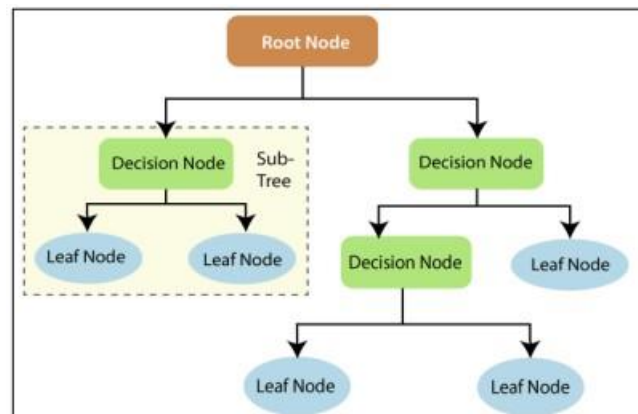 Root Node
Decision Node
Sub-
Tree
Decision Node
Leaf Node
Leaf Node
Decision Node
Leaf Node
Leaf Node
Leaf Node